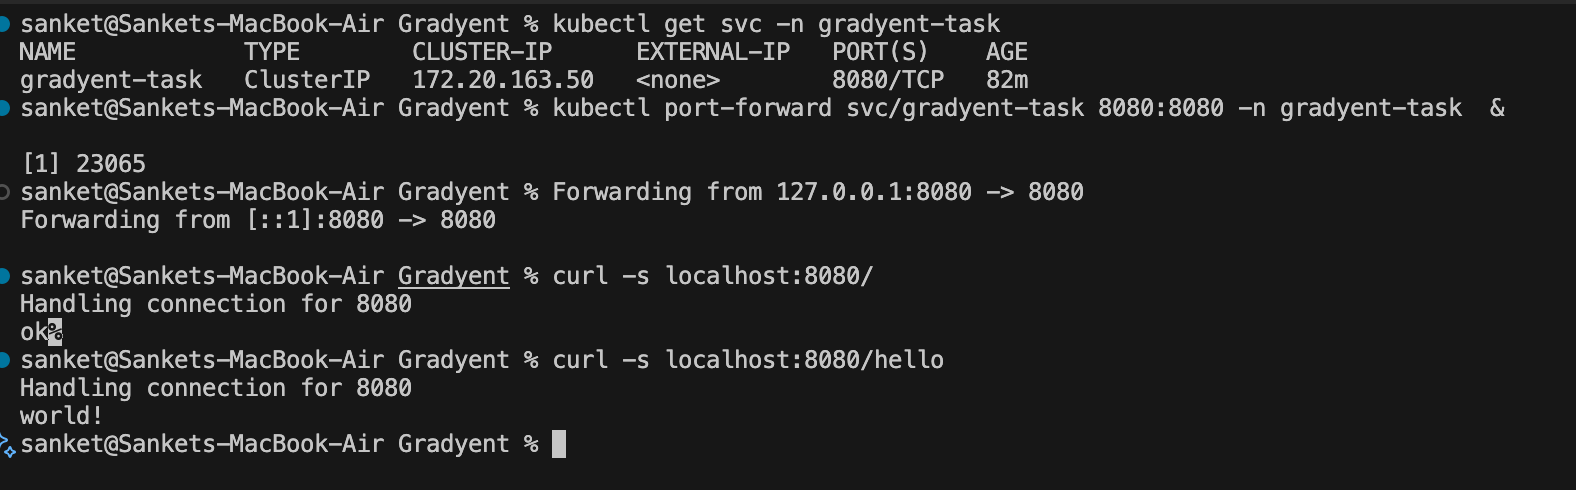 sanket@Sankets-MacBook-Air Gradyent % kubectl get svc -n gradyent-task
NAME TYPE CLUSTER-IP EXTERNAL-IP PORT(S) AGE
gradyent-task ClusterIP 172.20.163.50 <none> 8080/TCP 82m
sanket@Sankets-MacBook-Air Gradyent % kubectl port-forward svc/gradyent-task 8080:8080 -n gradyent-task &
[1] 23065
sanket@Sankets-MacBook-Air Gradyent % Forwarding from 127.0.0.1:8080 -> 8080
Forwarding from [::1]:8080 -> 8080
sanket@Sankets-MacBook-Air Gradyent % curl -s localhost:8080/
Handling connection for 8080
ok%
sanket@Sankets-MacBook-Air Gradyent % curl -s localhost:8080/hello
Handling connection for 8080
world!
sanket@Sankets-MacBook-Air Gradyent %